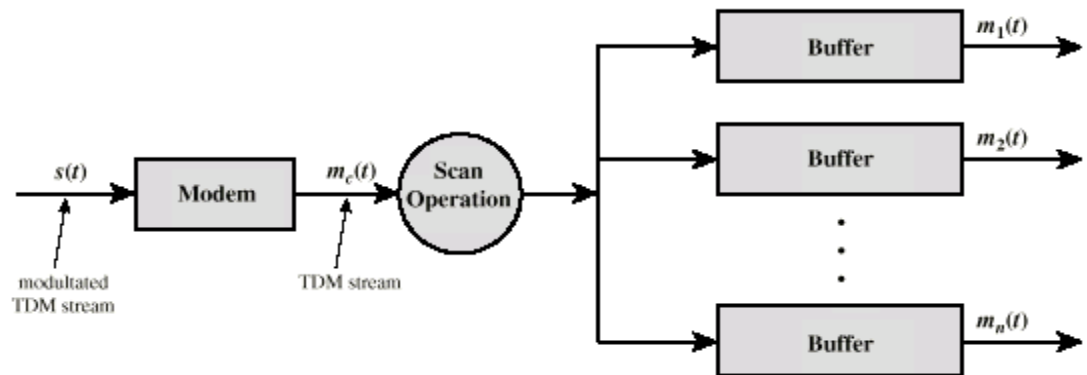 s(t)
Modem
m_c(t)
Scan
Operation
modultated
TDM stream
TDM stream
Buffer
m_1(t)
Buffer
m_2(t)
Buffer
m_n(t)